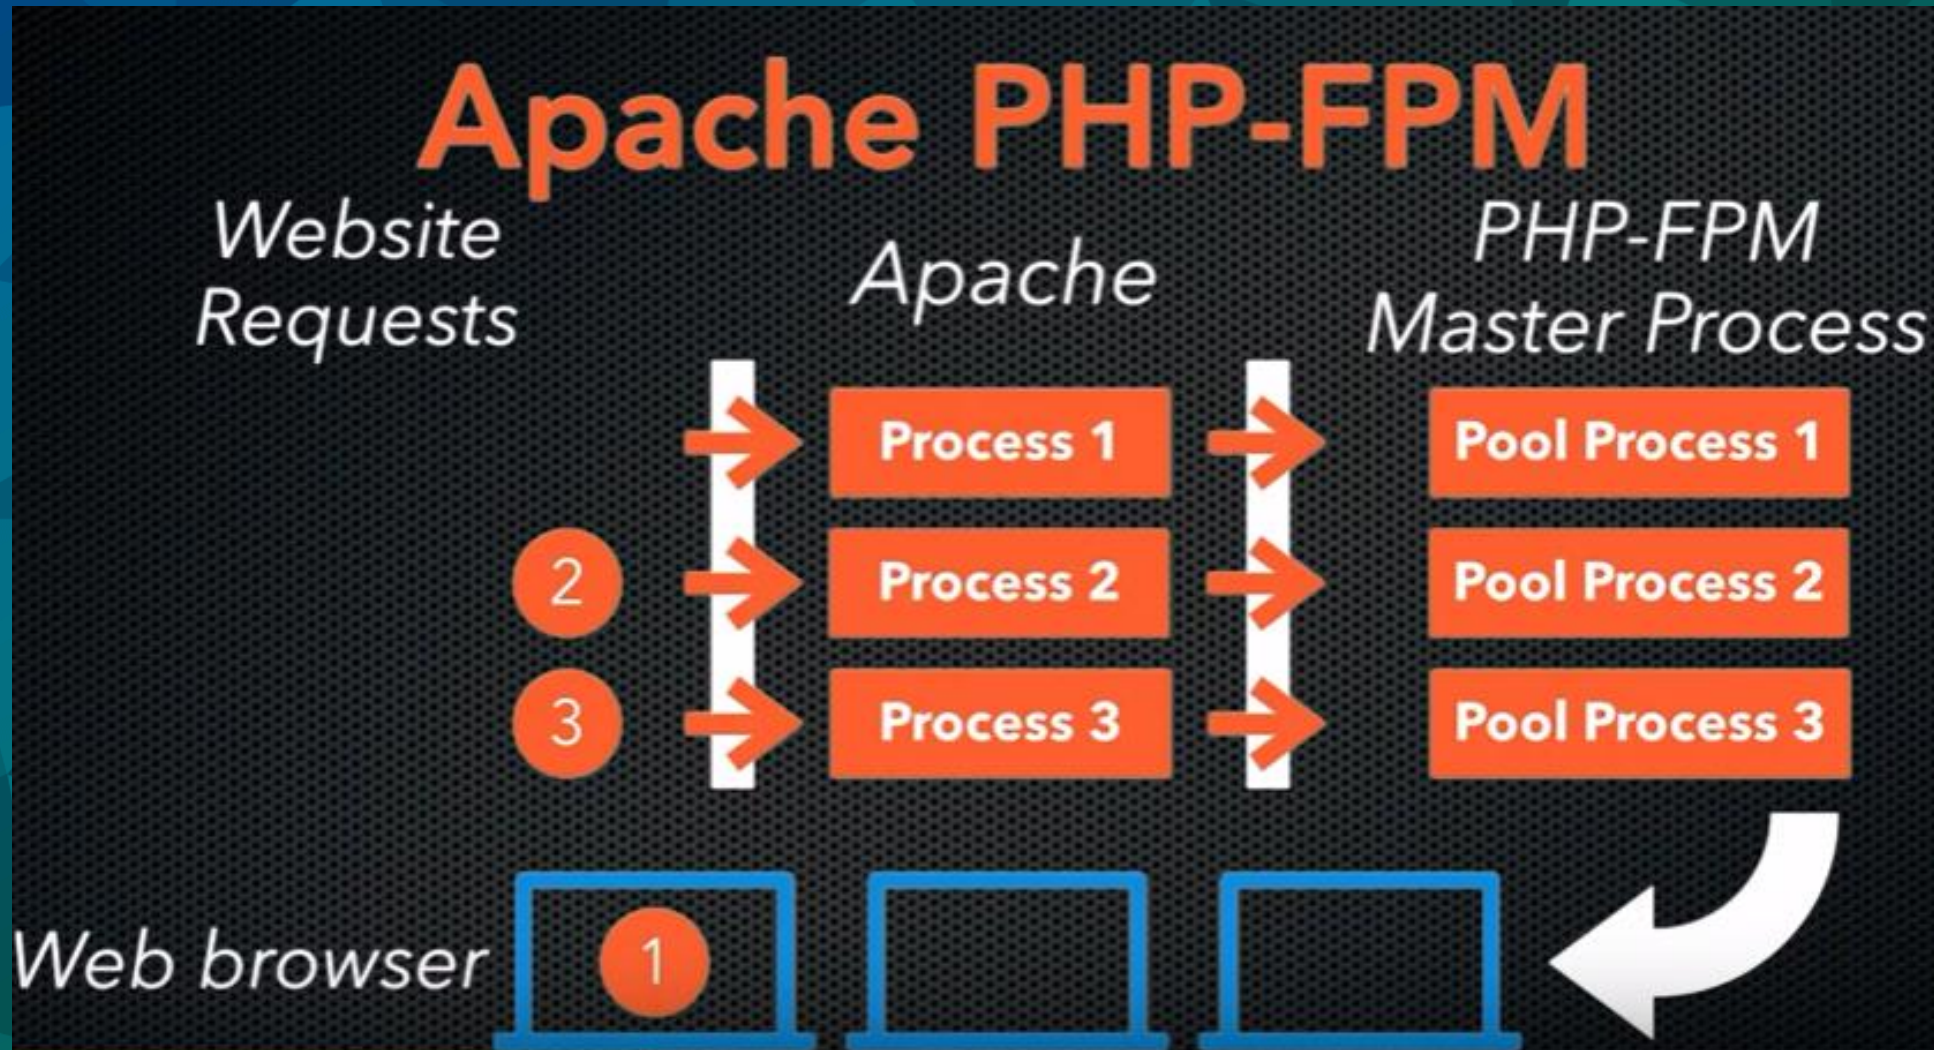 Apache PHP-FPM
Website
Requests
Apache
PHP-FPM
Master Process
Process 1
Pool Process 1
2
Process 2
Pool Process 2
3
Process 3
Pool Process 3
Web browser
1